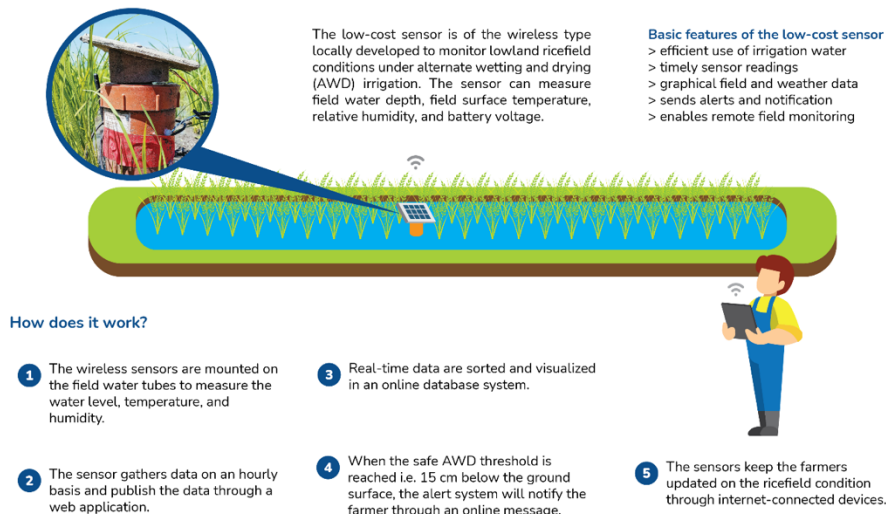 The low-cost sensor is of the wireless type
locally developed to monitor lowland ricefield
conditions under alternate wetting and drying
(AWD) irrigation. The sensor can measure
field water depth, field surface temperature,
relative humidity, and battery voltage.
Basic features of the low-cost sensor
> efficient use of irrigation water
> timely sensor readings
> graphical field and weather data
> sends alerts and notification
> enables remote field monitoring
How does it work?
1 The wireless sensors are mounted on
the field water tubes to measure the
water level, temperature, and
humidity.
2 The sensor gathers data on an hourly
basis and publish the data through a
web application.
3 Real-time data are sorted and visualized
in an online database system.
4 When the safe AWD threshold is
reached i.e. 15 cm below the ground
surface, the alert system will notify the
farmer through an online message.
5 The sensors keep the farmers
updated on the ricefield condition
through internet-connected devices.